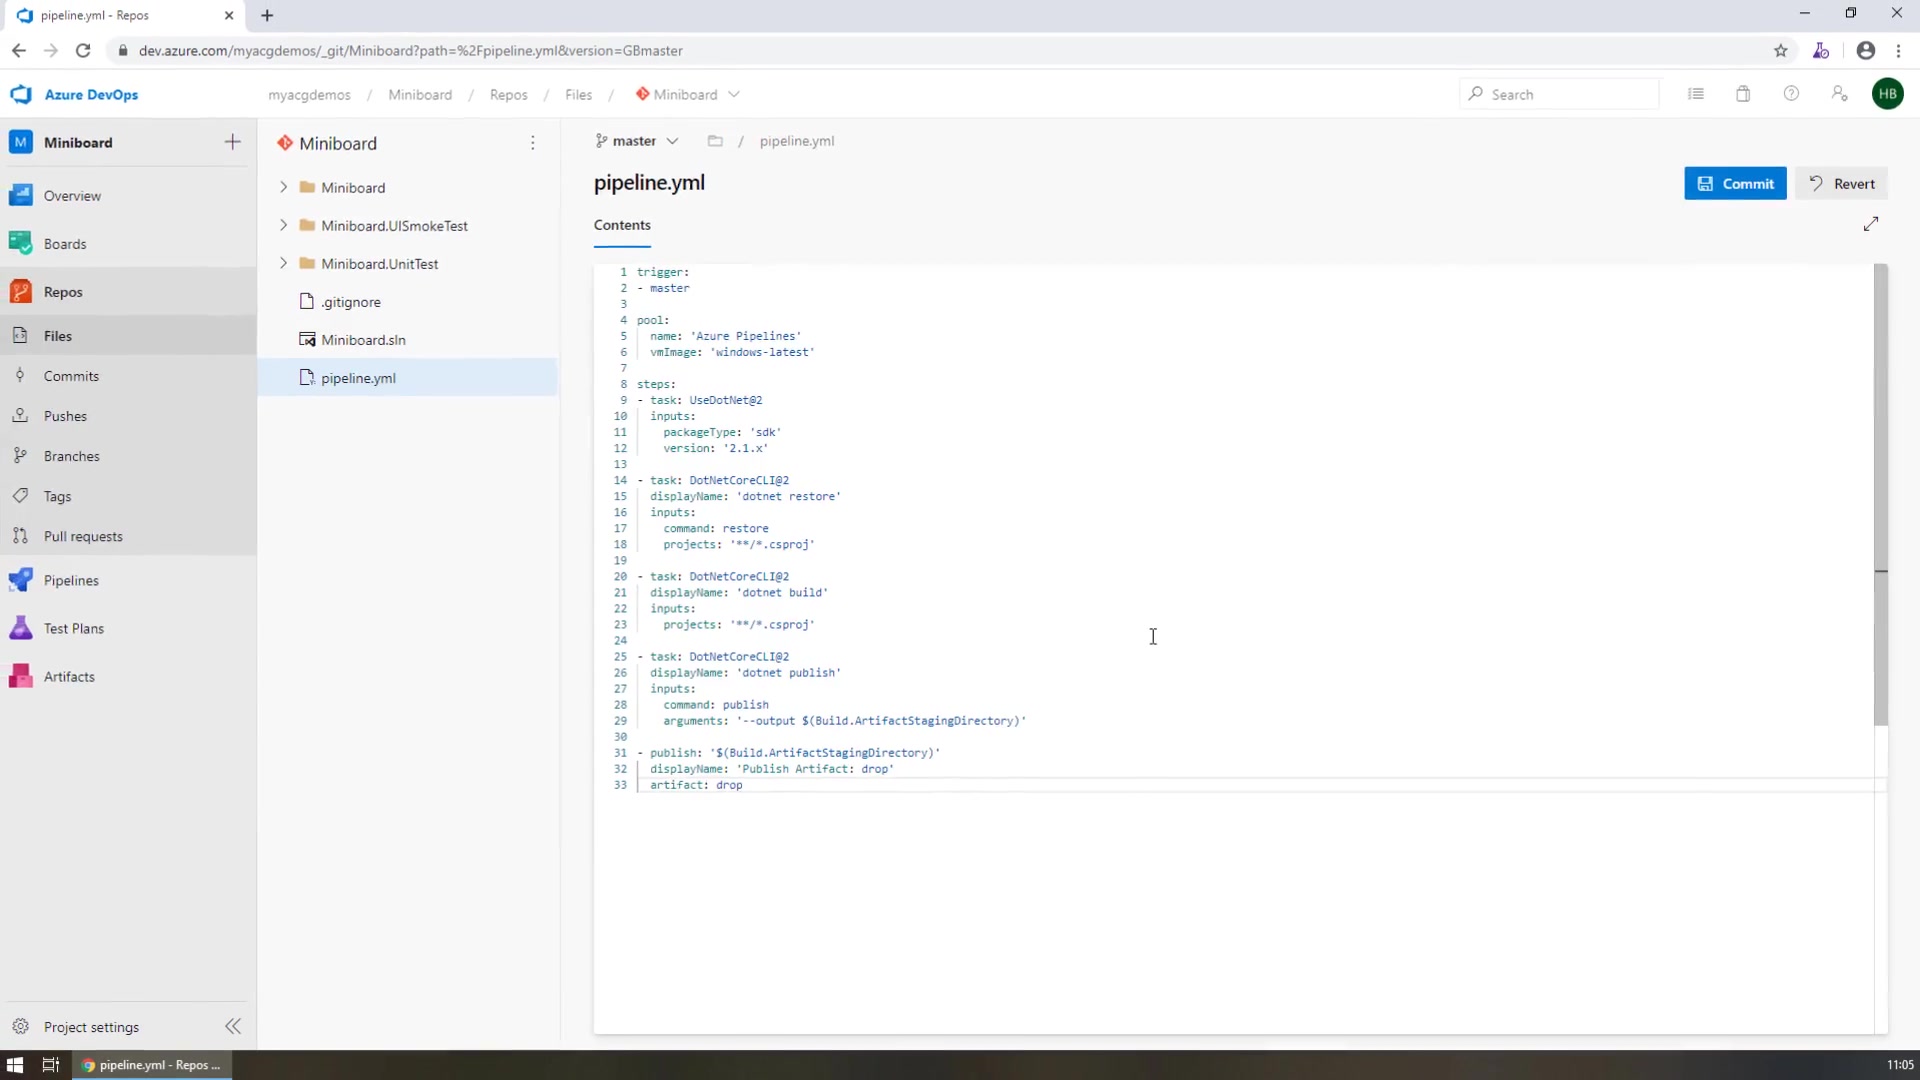 pipeline.yml - Repos
dev.azure.com/myacgdemos/_git/Miniboard?path=%2Fpipeline.yml&version=GBmaster
Azure DevOps
myacgdemos / Miniboard / Repos / Files / Miniboard
Search
HB
M Miniboard
Overview
Boards
Repos
Files
Commits
Pushes
Branches
Tags
Pull requests
Pipelines
Test Plans
Artifacts
Project settings
Miniboard
Miniboard
Miniboard.UISmokeTest
Miniboard.UnitTest
.gitignore
Miniboard.sln
pipeline.yml
master / pipeline.yml
pipeline.yml
Commit
Revert
Contents
1 trigger:
2 - master
3
4 pool:
5   name: 'Azure Pipelines'
6   vmImage: 'windows-latest'
7
8 steps:
9 - task: UseDotNet@2
10   inputs:
11     packageType: 'sdk'
12     version: '2.1.x'
13
14 - task: DotNetCoreCLI@2
15   displayName: 'dotnet restore'
16   inputs:
17     command: restore
18     projects: '**/*.csproj'
19
20 - task: DotNetCoreCLI@2
21   displayName: 'dotnet build'
22   inputs:
23     projects: '**/*.csproj'
24
25 - task: DotNetCoreCLI@2
26   displayName: 'dotnet publish'
27   inputs:
28     command: publish
29     arguments: '--output $(Build.ArtifactStagingDirectory)'
30
31 - publish: '$(Build.ArtifactStagingDirectory)'
32   displayName: 'Publish Artifact: drop'
33   artifact: drop
pipeline.yml - Repos ...
11:05